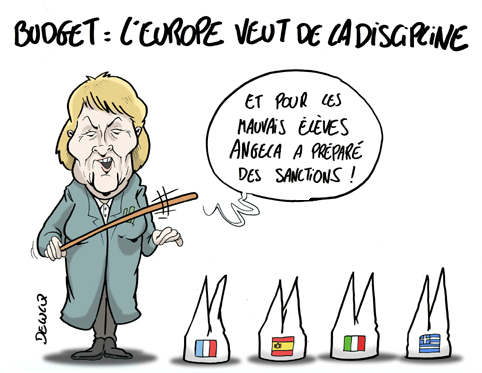 BUDGET : L'EUROPE VEUT DE LA DISCIPLINE
ET POUR LES
MAUVAIS ÉLÈVES
ANGELA A PRÉPARÉ
DES SANCTIONS !
DELUCQ